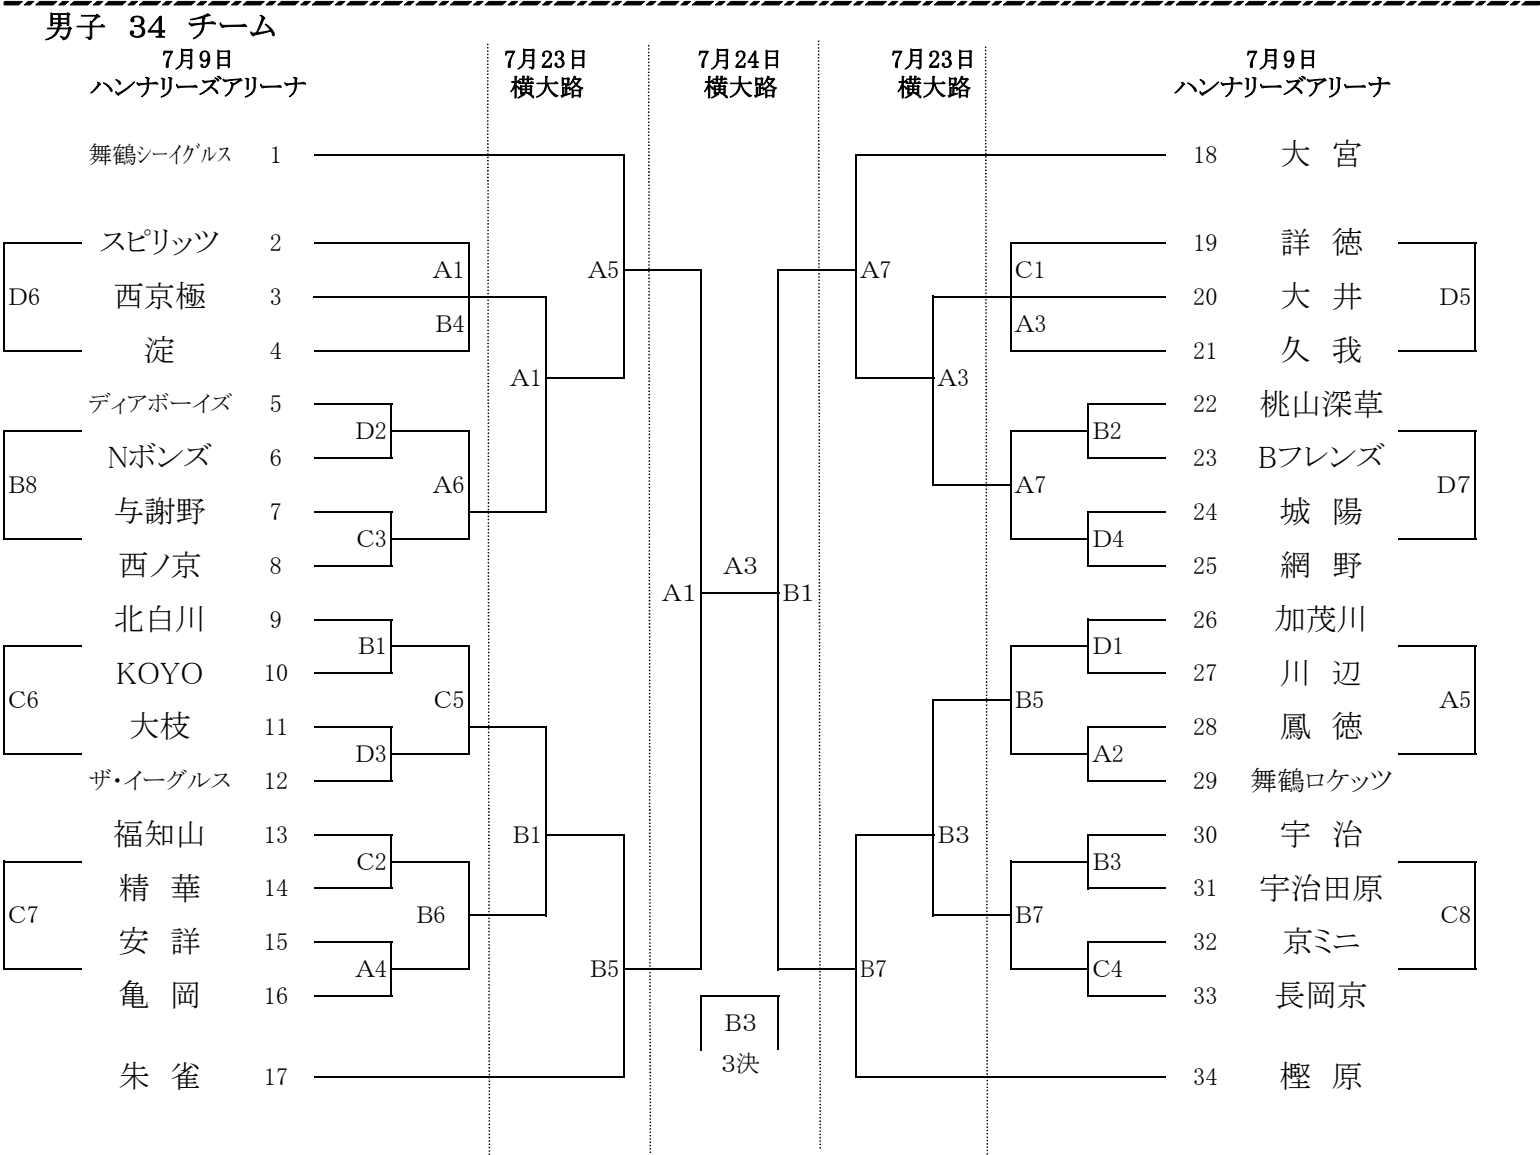 男子 34 チーム
7月9日 7月23日 7月24日 7月23日 7月9日
ハンナリーズアリーナ 横大路 横大路 横大路 ハンナリーズアリーナ
舞鶴シーイグルス 1 18 大宮
スピリッツ 2 19 詳徳
A1 A5 A7 C1
D6 西京極 3 20 大井 D5
B4 A3
淀 4 21 久我
A1 A3
ディアボーイズ 5 22 桃山深草
D2 B2
Nボンズ 6 23 Bフレンズ
B8 A6 A7 D7
与謝野 7 24 城陽
C3 D4
西ノ京 8 A3 25 網野
A1 B1
北白川 9 26 加茂川
B1 D1
KOYO 10 27 川辺
C6 C5 B5 A5
大枝 11 28 鳳徳
D3 A2
ザ・イーグルス 12 29 舞鶴ロケッツ
福知山 13 B1 B3 30 宇治
C2 B3
精華 14 31 宇治田原
C7 B6 B7 C8
安詳 15 32 京ミニ
A4 B5 B7 C4
亀岡 16 33 長岡京
B3
3決
朱雀 17 34 樫原